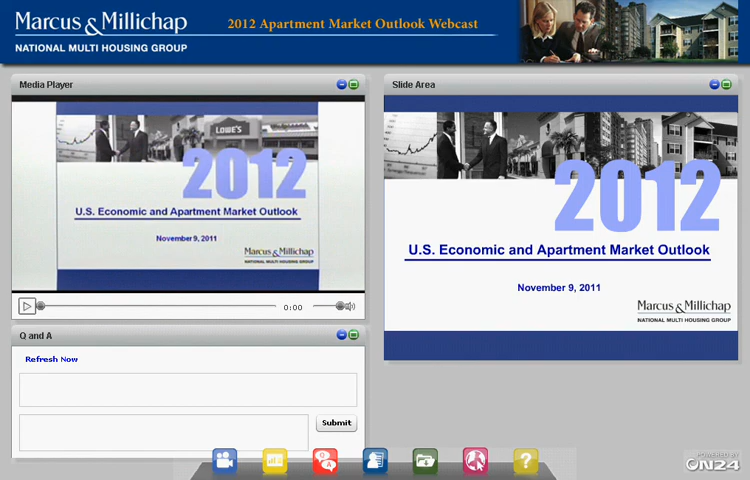 Marcus & Millichap
NATIONAL MULTI HOUSING GROUP
2012 Apartment Market Outlook Webcast
Media Player
LOWE'S
2012
U.S. Economic and Apartment Market Outlook
November 9, 2011
Marcus & Millichap
NATIONAL MULTI HOUSING GROUP
0:00
Q and A
Refresh Now
Submit
Slide Area
2012
U.S. Economic and Apartment Market Outlook
November 9, 2011
Marcus & Millichap
NATIONAL MULTI HOUSING GROUP
Q
A
?
POWERED BY
ON24